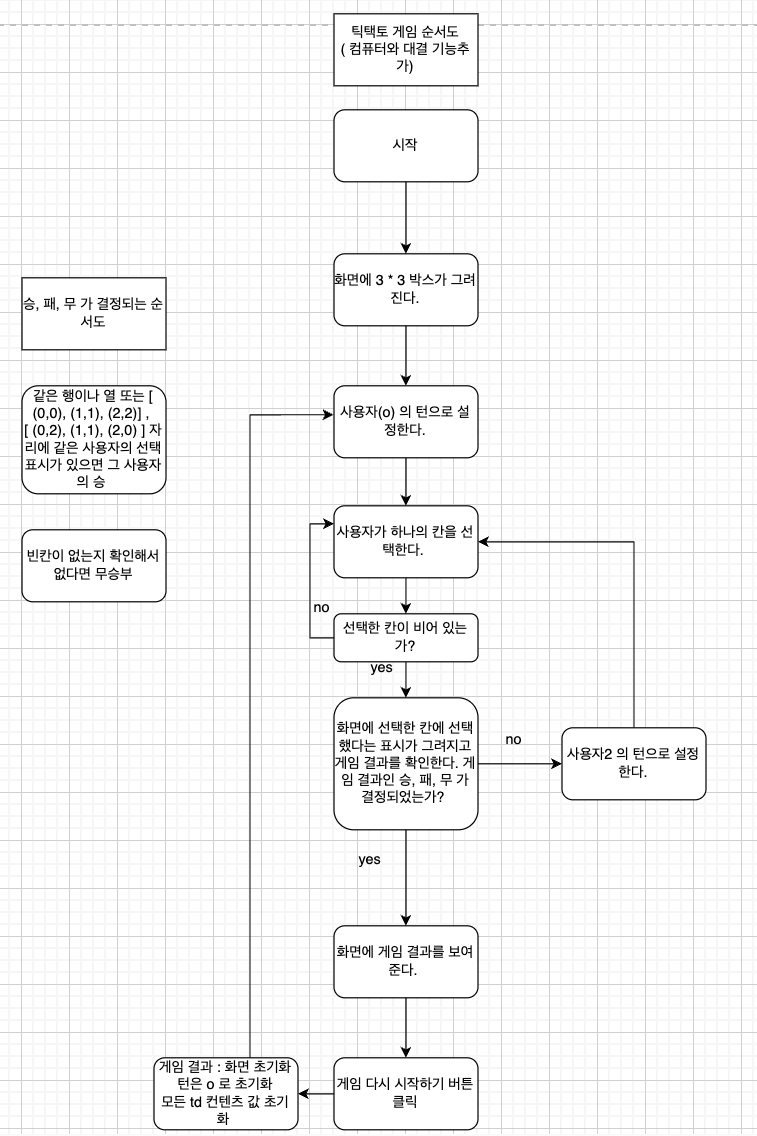 틱택토 게임 순서도
( 컴퓨터와 대결 기능추
가)
시작
화면에 3 * 3 박스가 그려
진다.
승, 패, 무 가 결정되는 순
서도
같은 행이나 열 또는 [
(0,0), (1,1), (2,2)] ,
[ (0,2), (1,1), (2,0) ] 자
리에 같은 사용자의 선택
표시가 있으면 그 사용자
의 승
빈칸이 없는지 확인해서
없다면 무승부
사용자(o) 의 턴으로 설
정한다.
사용자가 하나의 칸을 선
택한다.
no
선택한 칸이 비어 있는
가?
yes
화면에 선택한 칸에 선택
했다는 표시가 그려지고
게임 결과를 확인한다. 게
임 결과인 승, 패, 무 가
결정되었는가?
no
사용자2 의 턴으로 설정
한다.
yes
화면에 게임 결과를 보여
준다.
게임 다시 시작하기 버튼
클릭
게임 결과 : 화면 초기화
턴은 o 로 초기화
모든 td 컨텐츠 값 초기
화